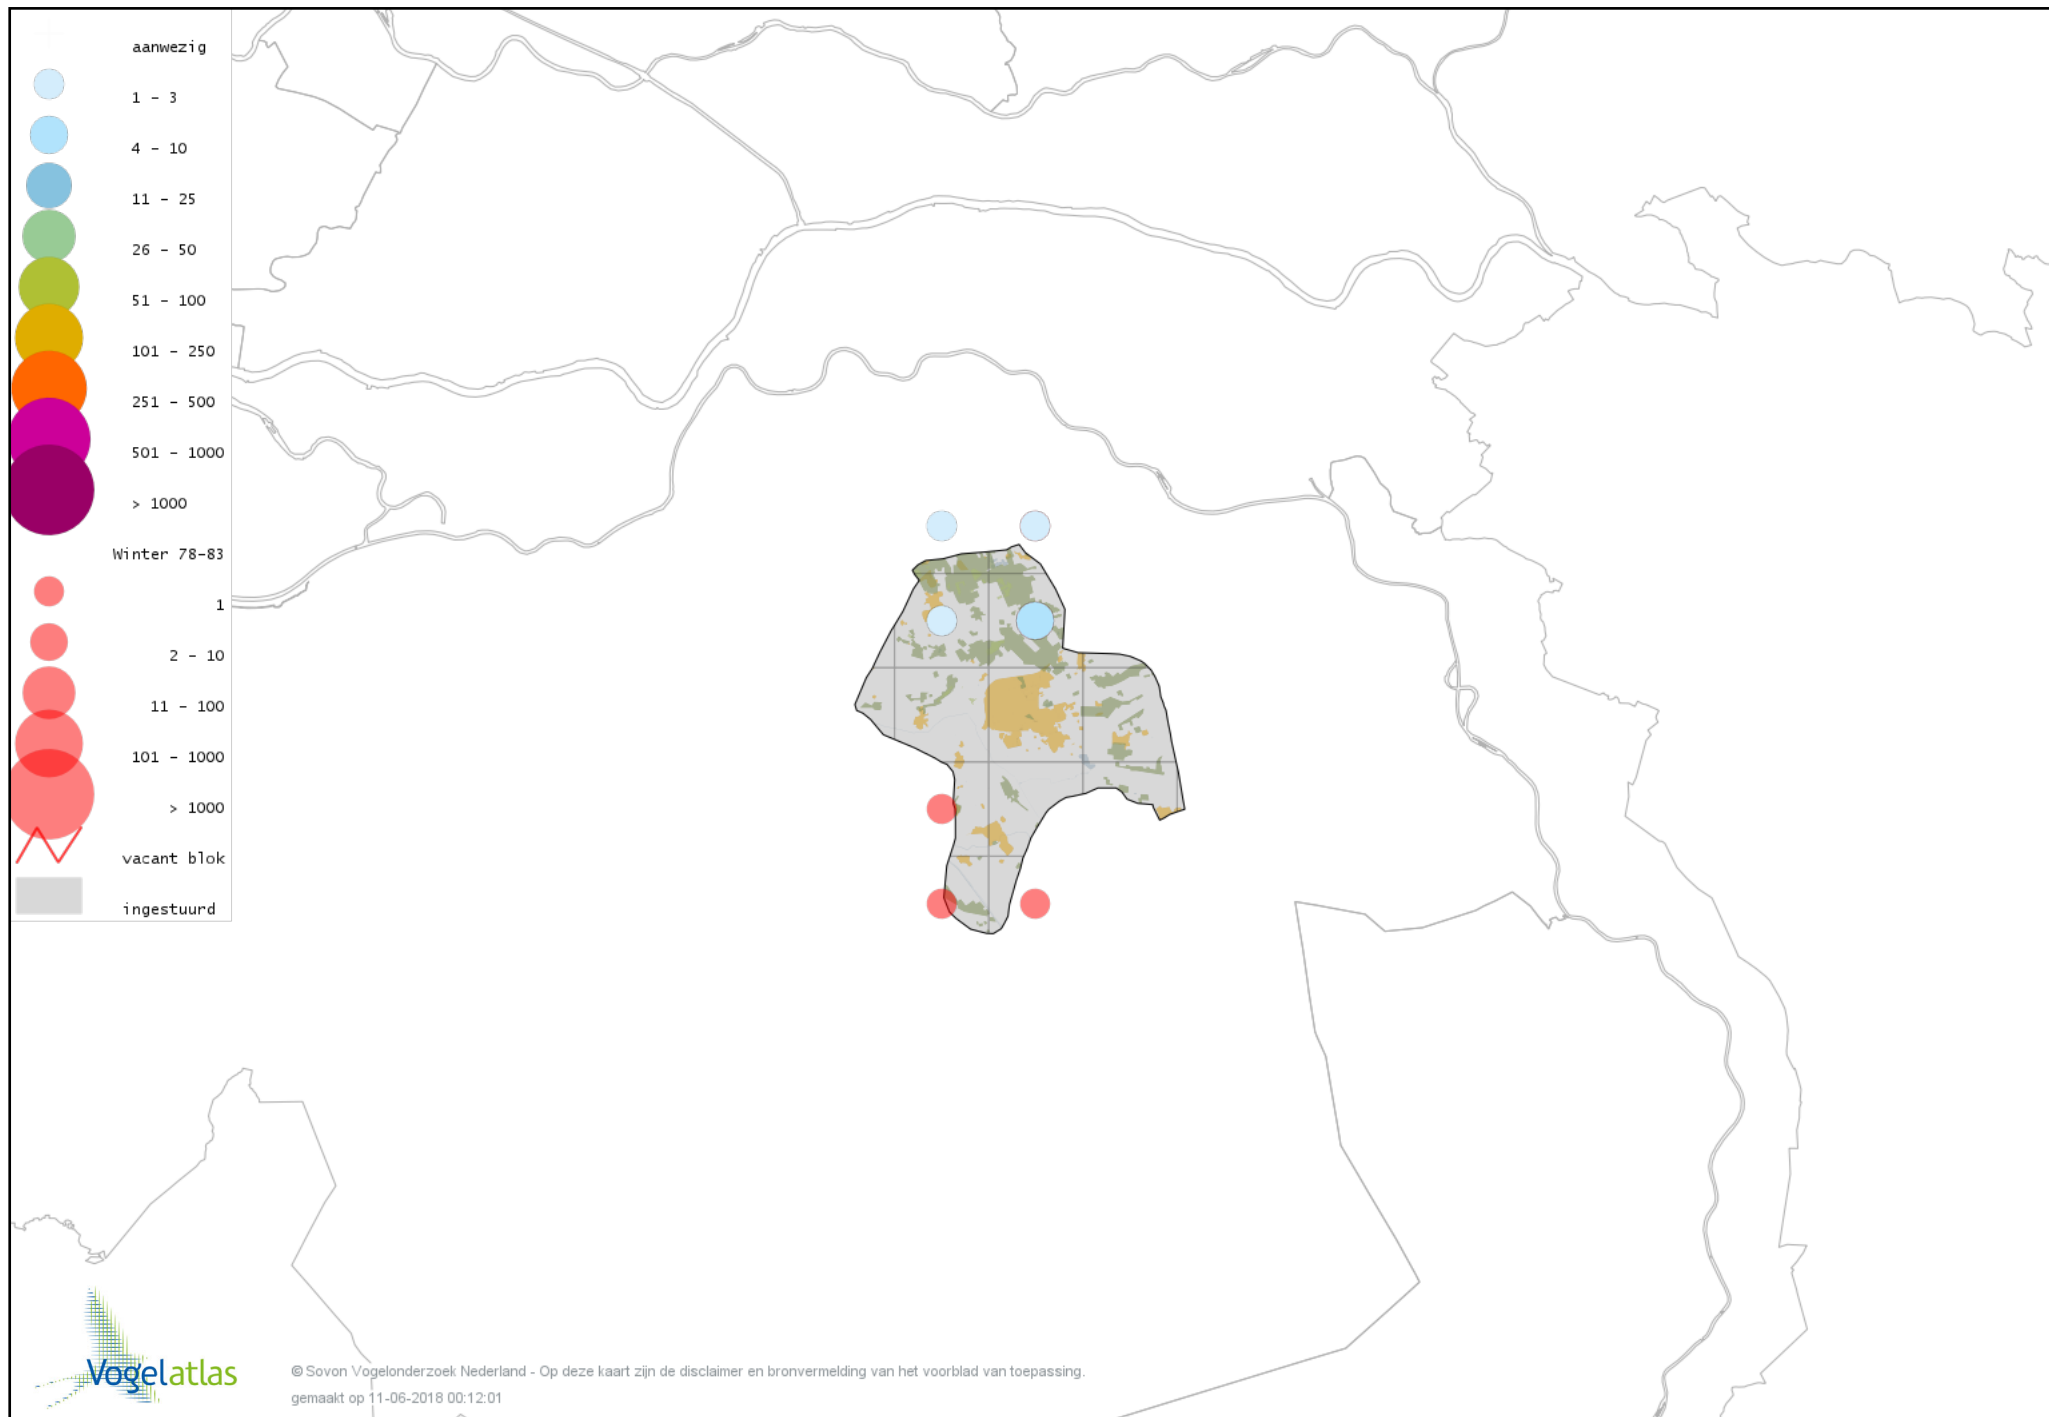 aanwezig
1 - 3
4 - 10
11 - 25
26 - 50
51 - 100
101 - 250
251 - 500
501 - 1000
> 1000
Winter 78-83
1
2 - 10
11 - 100
101 - 1000
> 1000
vacant blok
ingestuurd
Vogelatlas
© Sovon Vogelonderzoek Nederland - Op deze kaart zijn de disclaimer en bronvermelding van het voorblad van toepassing.
gemaakt op 11-06-2018 00:12:01